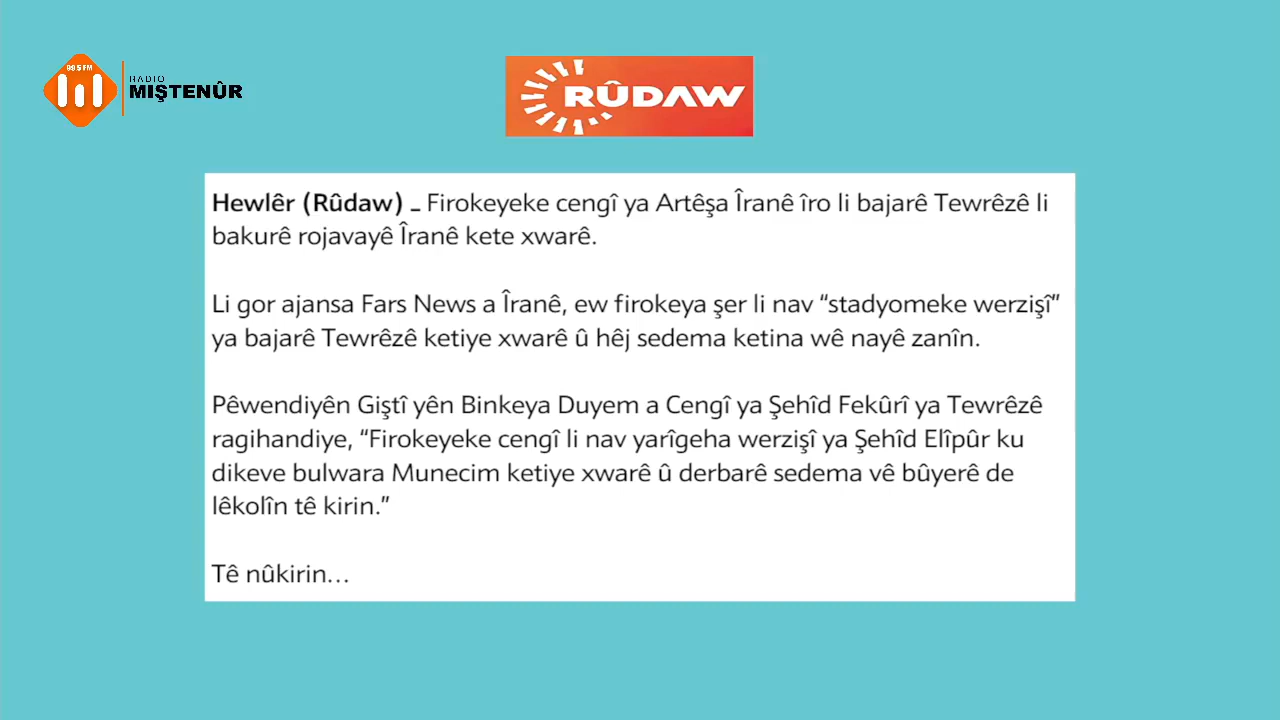 99.5 FM
RADIO
MIŞTENÛR
RÛDAW
Hewlêr (Rûdaw) _ Firokeyeke cengî ya Artêşa Îranê îro li bajarê Tewrêzê li
bakurê rojavayê Îranê kete xwarê.
Li gor ajansa Fars News a Îranê, ew firokeya şer li nav “stadyomeke werzişî”
ya bajarê Tewrêzê ketiye xwarê û hêj sedema ketina wê nayê zanîn.
Pêwendiyên Giştî yên Binkeya Duyem a Cengî ya Şehîd Fekûrî ya Tewrêzê
ragihandiye, “Firokeyeke cengî li nav yarîgeha werzişî ya Şehîd Elîpûr ku
dikeve bulwara Munecim ketiye xwarê û derbarê sedema vê bûyerê de
lêkolîn tê kirin.”
Tê nûkirin...